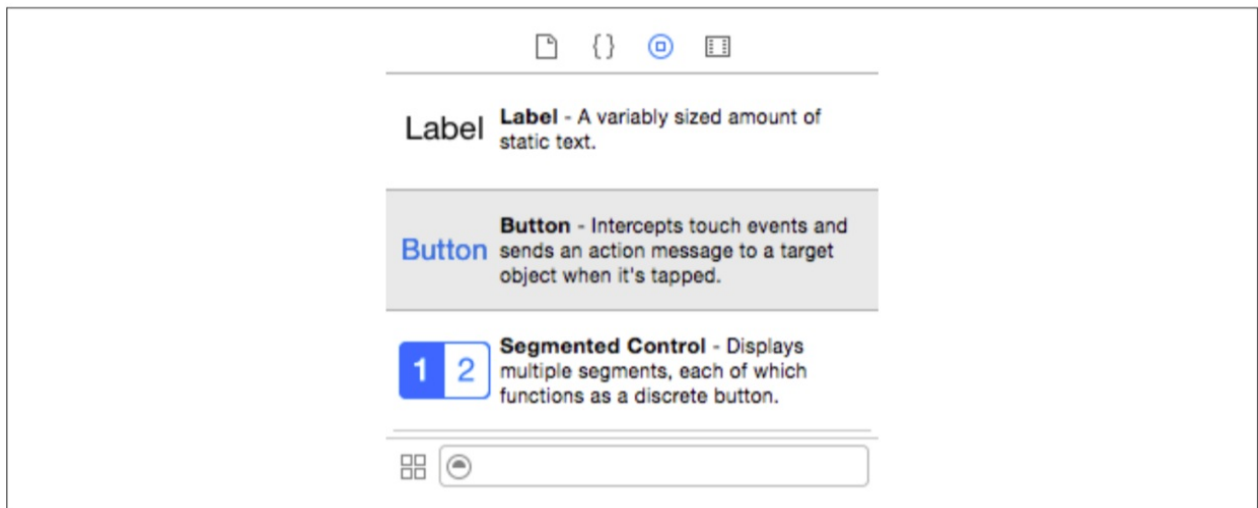 {}
Label
Label - A variably sized amount of
static text.
Button
Button - Intercepts touch events and
sends an action message to a target
object when it's tapped.
1 2
Segmented Control - Displays
multiple segments, each of which
functions as a discrete button.